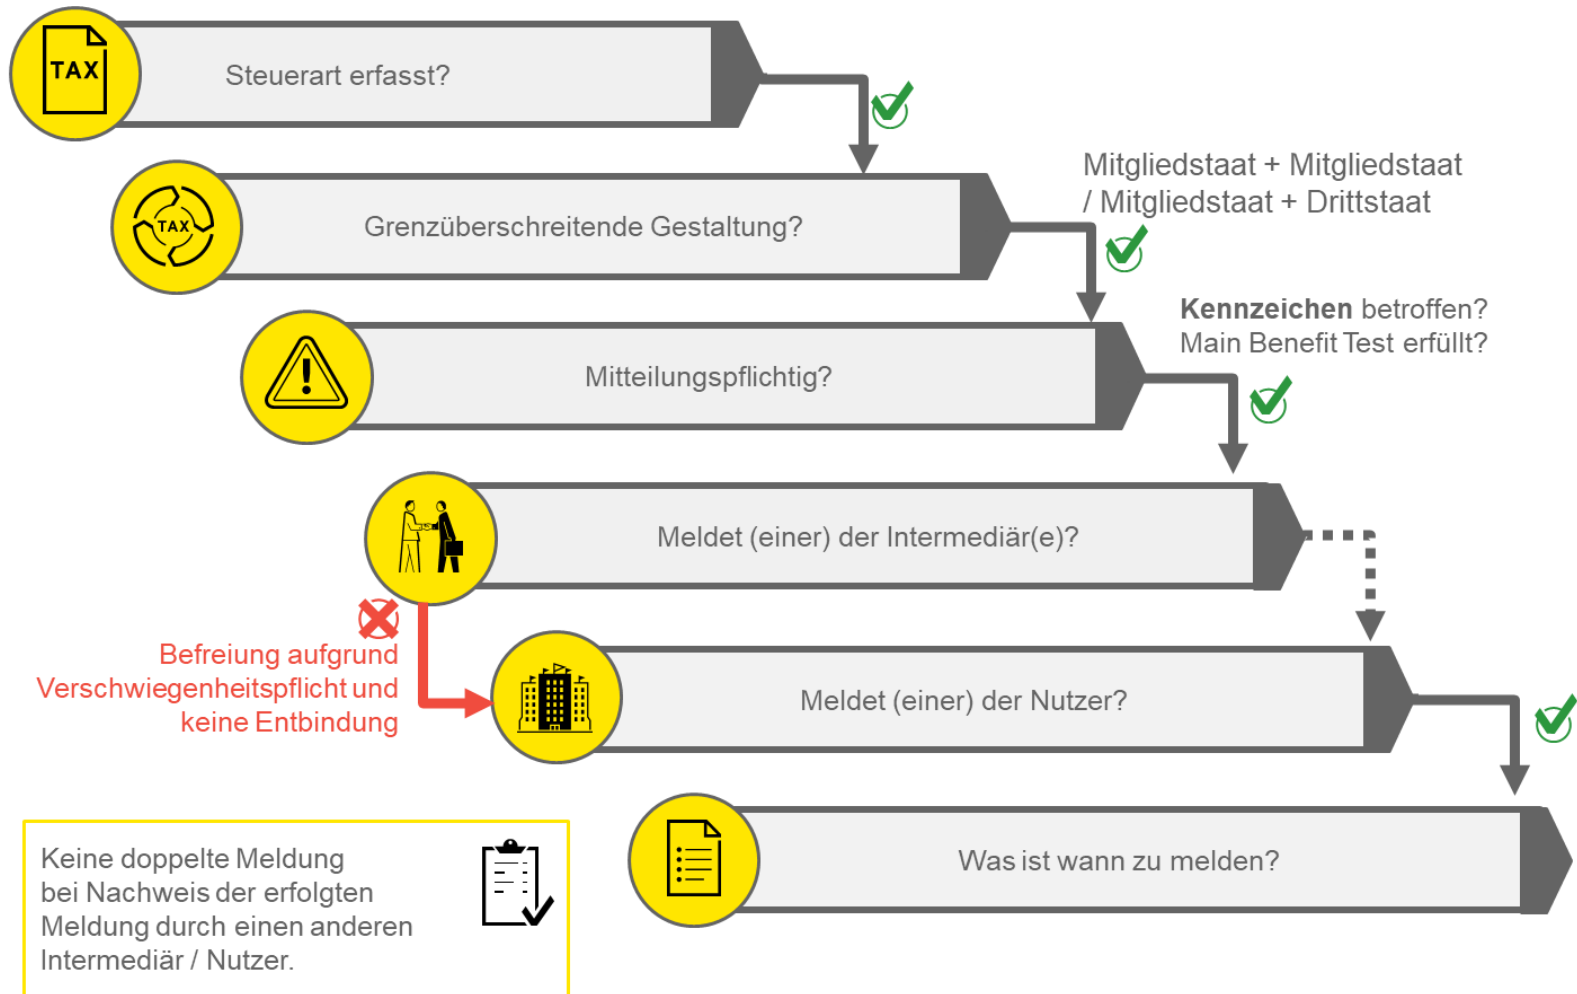 TAX
Steuerart erfasst?
Mitgliedstaat + Mitgliedstaat
/ Mitgliedstaat + Drittstaat
TAX
Grenzüberschreitende Gestaltung?
Kennzeichen betroffen?
Main Benefit Test erfüllt?
Mitteilungspflichtig?
Meldet (einer) der Intermediär(e)?
Befreiung aufgrund
Verschwiegenheitspflicht und
keine Entbindung
Meldet (einer) der Nutzer?
Was ist wann zu melden?
Keine doppelte Meldung
bei Nachweis der erfolgten
Meldung durch einen anderen
Intermediär / Nutzer.